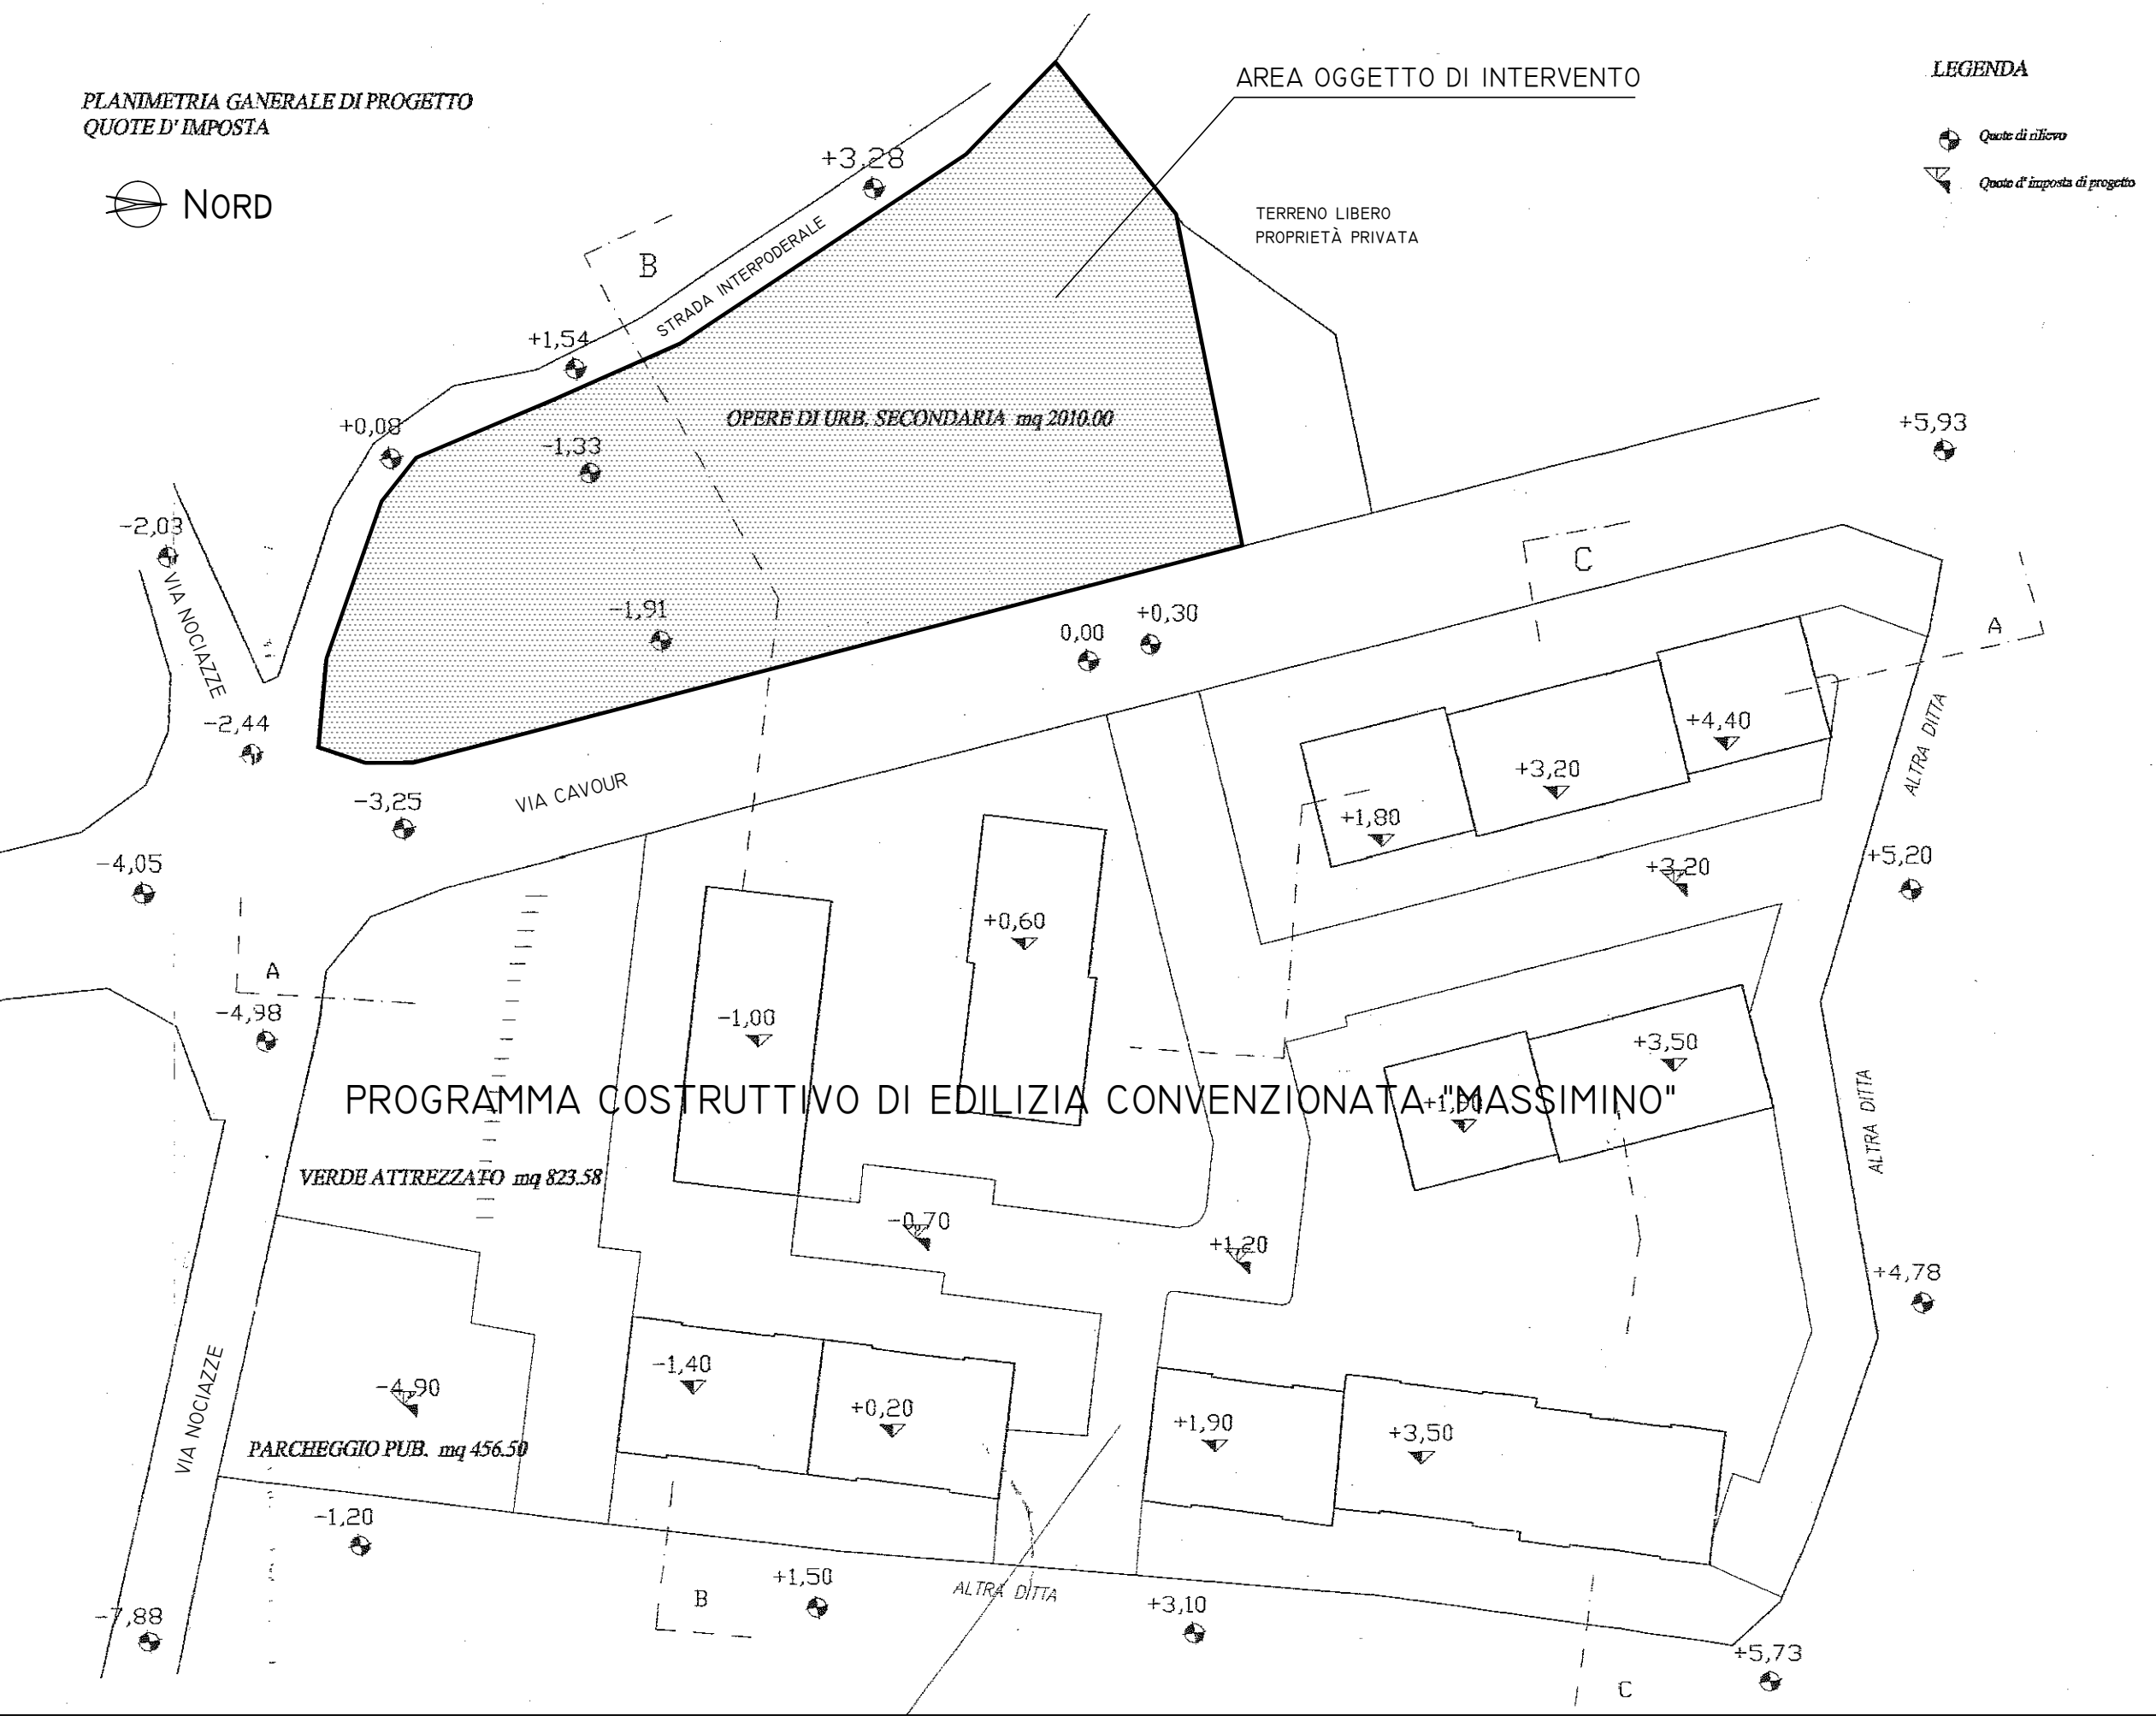 PLANIMETRIA GANERALE DI PROGETTO
QUOTE D' IMPOSTA
NORD
AREA OGGETTO DI INTERVENTO
LEGENDA
Quote di rilievo
Quote d' imposta di progetto
TERRENO LIBERO
PROPRIETÀ PRIVATA
+3.28
B
STRADA INTERPODERALE
+1,54
+0,08
-1,33
OPERE DI URB. SECONDARIA mq 2010.00
+5,93
-2,03
VIA NOCIAZZE
C
-1,91
0,00
+0,30
A
-2,44
+4,40
ALTRA DITTA
+3,20
-3,25
VIA CAVOUR
+1,80
-4,05
+3,20
+5,20
+0,60
A
-4,98
-1,00
+3,50
+1,90
PROGRAMMA COSTRUTTIVO DI EDILIZIA CONVENZIONATA "MASSIMINO"
ALTRA DITTA
VERDE ATTREZZATO mq 823.58
-0,70
+1,20
+4,78
-1,40
-4,90
+0,20
+1,90
+3,50
VIA NOCIAZZE
PARCHEGGIO PUB. mq 456.50
-1,20
+1,50
ALTRA DITTA
+3,10
B
-7,88
+5,73
C